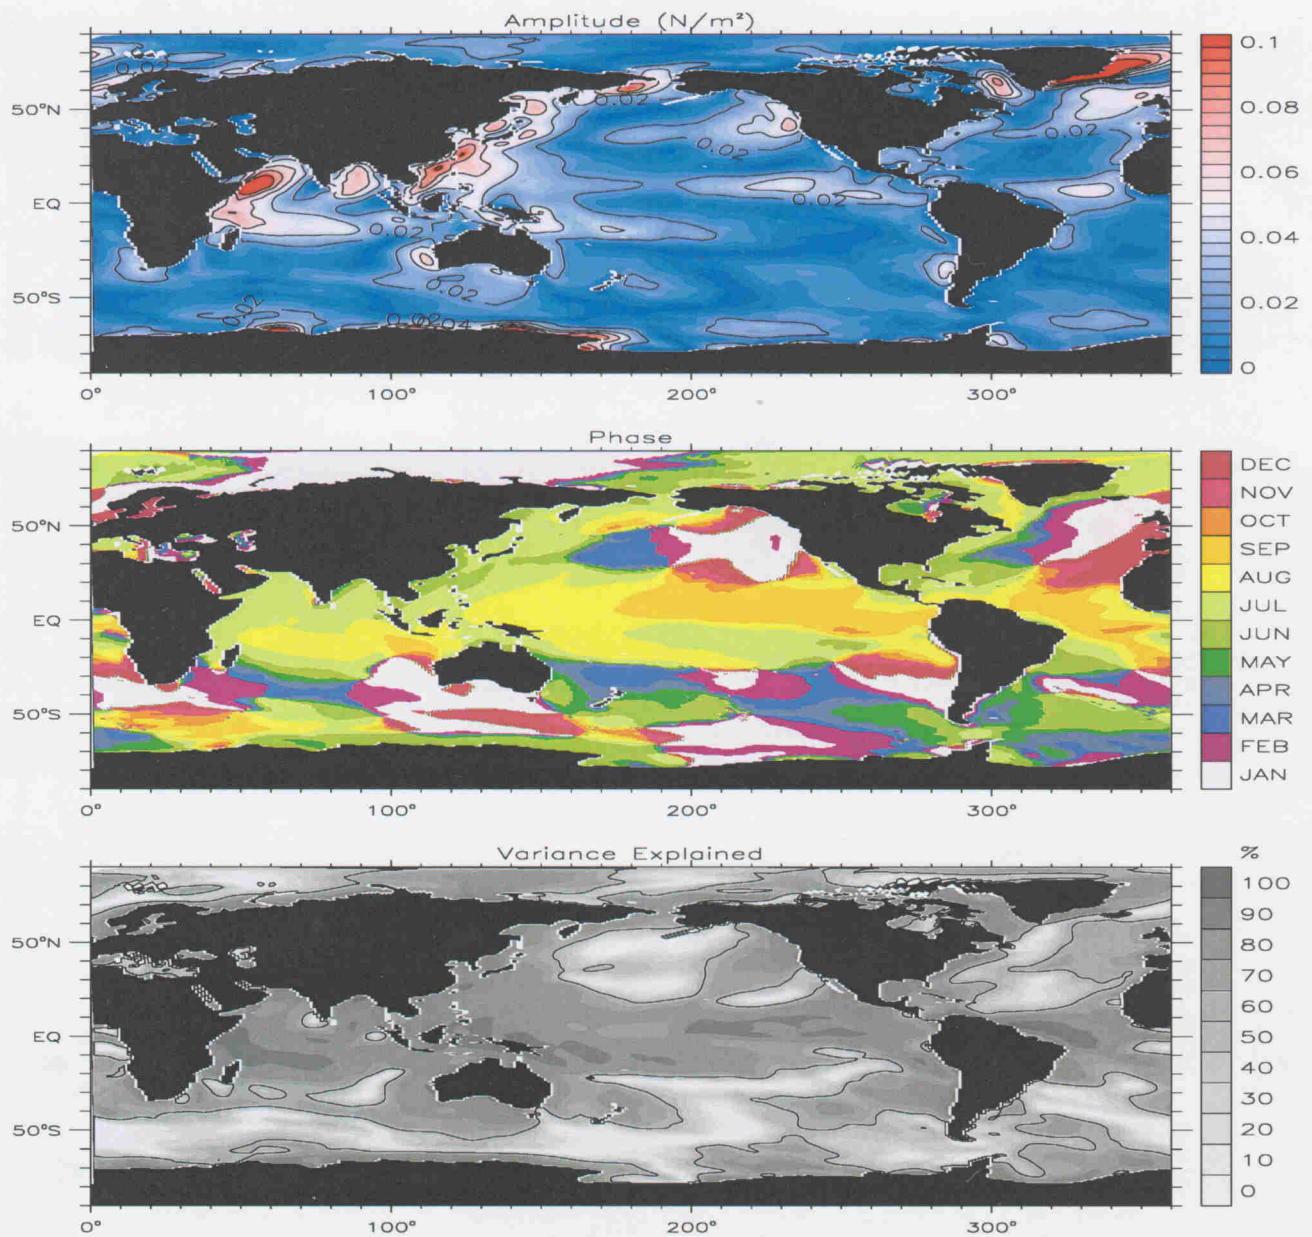 Amplitude (N/m²)
50°N
EQ
50°S
0°
100°
200°
300°
0.1
0.08
0.06
0.04
0.02
0
0.02
0.02
0.02
0.02
0.02
0.02
0.02
Phase
50°N
EQ
50°S
0°
100°
200°
300°
DEC
NOV
OCT
SEP
AUG
JUL
JUN
MAY
APR
MAR
FEB
JAN
Variance Explained
%
50°N
EQ
50°S
0°
100°
200°
300°
100
90
80
70
60
50
40
30
20
10
0